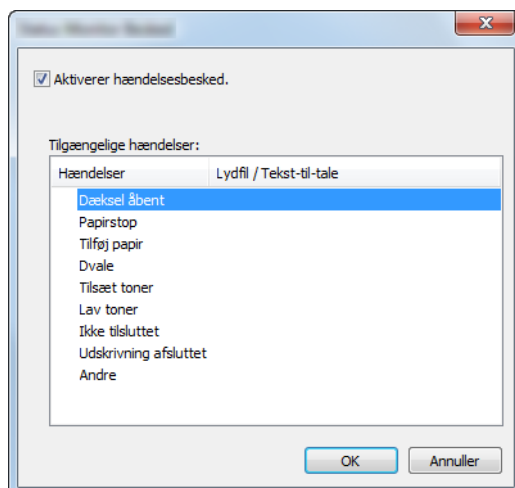 Aktiverer hændelsesbesked.
Tilgængelige hændelser:
Hændelser Lydfil / Tekst-til-tale
Dæksel åbent
Papirstop
Tilføj papir
Dvale
Tilsæt toner
Lav toner
Ikke tilsluttet
Udskrivning afsluttet
Andre
OK Annuller